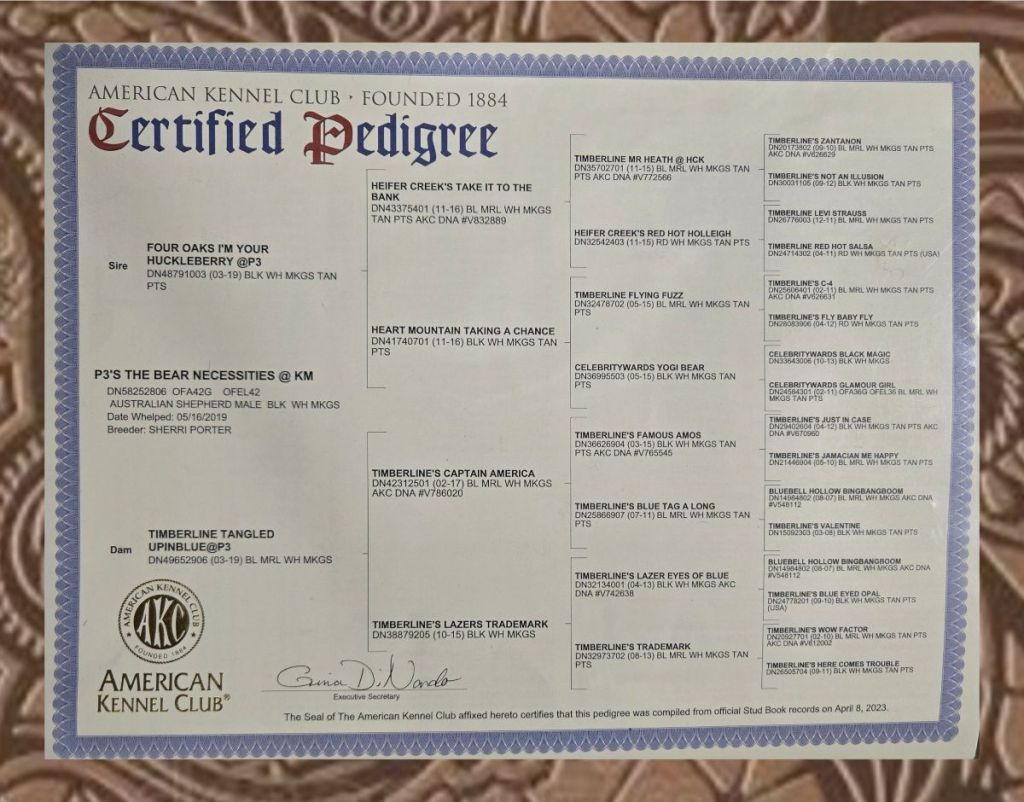 AMERICAN KENNEL CLUB · FOUNDED 1884
Certified Pedigree
Sire
FOUR OAKS I'M YOUR
HUCKLEBERRY @P3
DN48791003 (03-19) BLK WH MKGS TAN
PTS
P3'S THE BEAR NECESSITIES @ KM
DN58252806 OFA42G OFEL42
AUSTRALIAN SHEPHERD MALE BLK WH MKGS
Date Whelped: 05/16/2019
Breeder: SHERRI PORTER
Dam
TIMBERLINE TANGLED
UPINBLUE@P3
DN49652906 (03-19) BL MRL WH MKGS
HEIFER CREEK'S TAKE IT TO THE
BANK
DN43375401 (11-16) BL MRL WH MKGS
TAN PTS AKC DNA #V832889
HEART MOUNTAIN TAKING A CHANCE
DN41740701 (11-16) BLK WH MKGS TAN
PTS
TIMBERLINE'S CAPTAIN AMERICA
DN42312501 (02-17) BL MRL WH MKGS
AKC DNA #V786020
TIMBERLINE'S LAZERS TRADEMARK
DN38879205 (10-15) BLK WH MKGS
TIMBERLINE MR HEATH @ HCK
DN35702701 (11-15) BL MRL WH MKGS TAN
PTS AKC DNA #V772566
HEIFER CREEK'S RED HOT HOLLEIGH
DN32542403 (11-15) RD WH MKGS TAN PTS
TIMBERLINE FLYING FUZZ
DN32478702 (05-15) BL MRL WH MKGS TAN
PTS
CELEBRITYWARDS YOGI BEAR
DN36995503 (05-15) BLK WH MKGS TAN
PTS
TIMBERLINE'S FAMOUS AMOS
DN36626904 (03-15) BLK WH MKGS TAN
PTS AKC DNA #V765545
TIMBERLINE'S BLUE TAG A LONG
DN25866907 (07-11) BL MRL WH MKGS TAN
PTS
TIMBERLINE'S LAZER EYES OF BLUE
DN32134001 (04-13) BLK WH MKGS AKC
DNA #V742638
TIMBERLINE'S TRADEMARK
DN32973702 (08-13) BL MRL WH MKGS TAN
PTS
TIMBERLINE'S ZANTANON
DN20173802 (09-10) BL MRL WH MKGS TAN PTS
AKC DNA #V626629
TIMBERLINE'S NOT AN ILLUSION
DN30031105 (09-12) BLK WH MKGS TAN PTS
TIMBERLINE LEVI STRAUSS
DN26776003 (12-11) BL MRL WH MKGS TAN PTS
TIMBERLINE RED HOT SALSA
DN24714302 (04-11) RD WH MKGS TAN PTS (USA)
TIMBERLINE'S C-4
DN25606401 (02-11) BL MRL WH MKGS TAN PTS
AKC DNA #V626631
TIMBERLINE'S FLY BABY FLY
DN28083906 (04-12) RD WH MKGS TAN PTS
CELEBRITYWARDS BLACK MAGIC
DN33643006 (10-13) BLK WH MKGS
CELEBRITYWARDS GLAMOUR GIRL
DN24584301 (02-11) OFA36G OFEL36 BL MRL WH
MKGS TAN PTS
TIMBERLINE'S JUST IN CASE
DN29402604 (04-12) BLK WH MKGS TAN PTS AKC
DNA #V670960
TIMBERLINE'S JAMACIAN ME HAPPY
DN21446904 (05-10) BL MRL WH MKGS TAN PTS
BLUEBELL HOLLOW BINGBANGBOOM
DN14984802 (08-07) BL MRL WH MKGS AKC DNA
#V546112
TIMBERLINE'S VALENTINE
DN15092303 (03-08) BLK WH MKGS TAN PTS
BLUEBELL HOLLOW BINGBANGBOOM
DN14984802 (08-07) BL MRL WH MKGS AKC DNA
#V546112
TIMBERLINE'S BLUE EYED OPAL
DN24778201 (09-10) BLK WH MKGS TAN PTS
(USA)
TIMBERLINE'S WOW FACTOR
DN20927701 (02-10) BL MRL WH MKGS TAN PTS
AKC DNA #V612002
TIMBERLINE'S HERE COMES TROUBLE
DN26505704 (09-11) BLK WH MKGS TAN PTS
AMERICAN KENNEL CLUB
AKC
FOUNDED 1884
AMERICAN
KENNEL CLUB®
Gina DiNardo
Executive Secretary
The Seal of The American Kennel Club affixed hereto certifies that this pedigree was compiled from official Stud Book records on April 8, 2023.